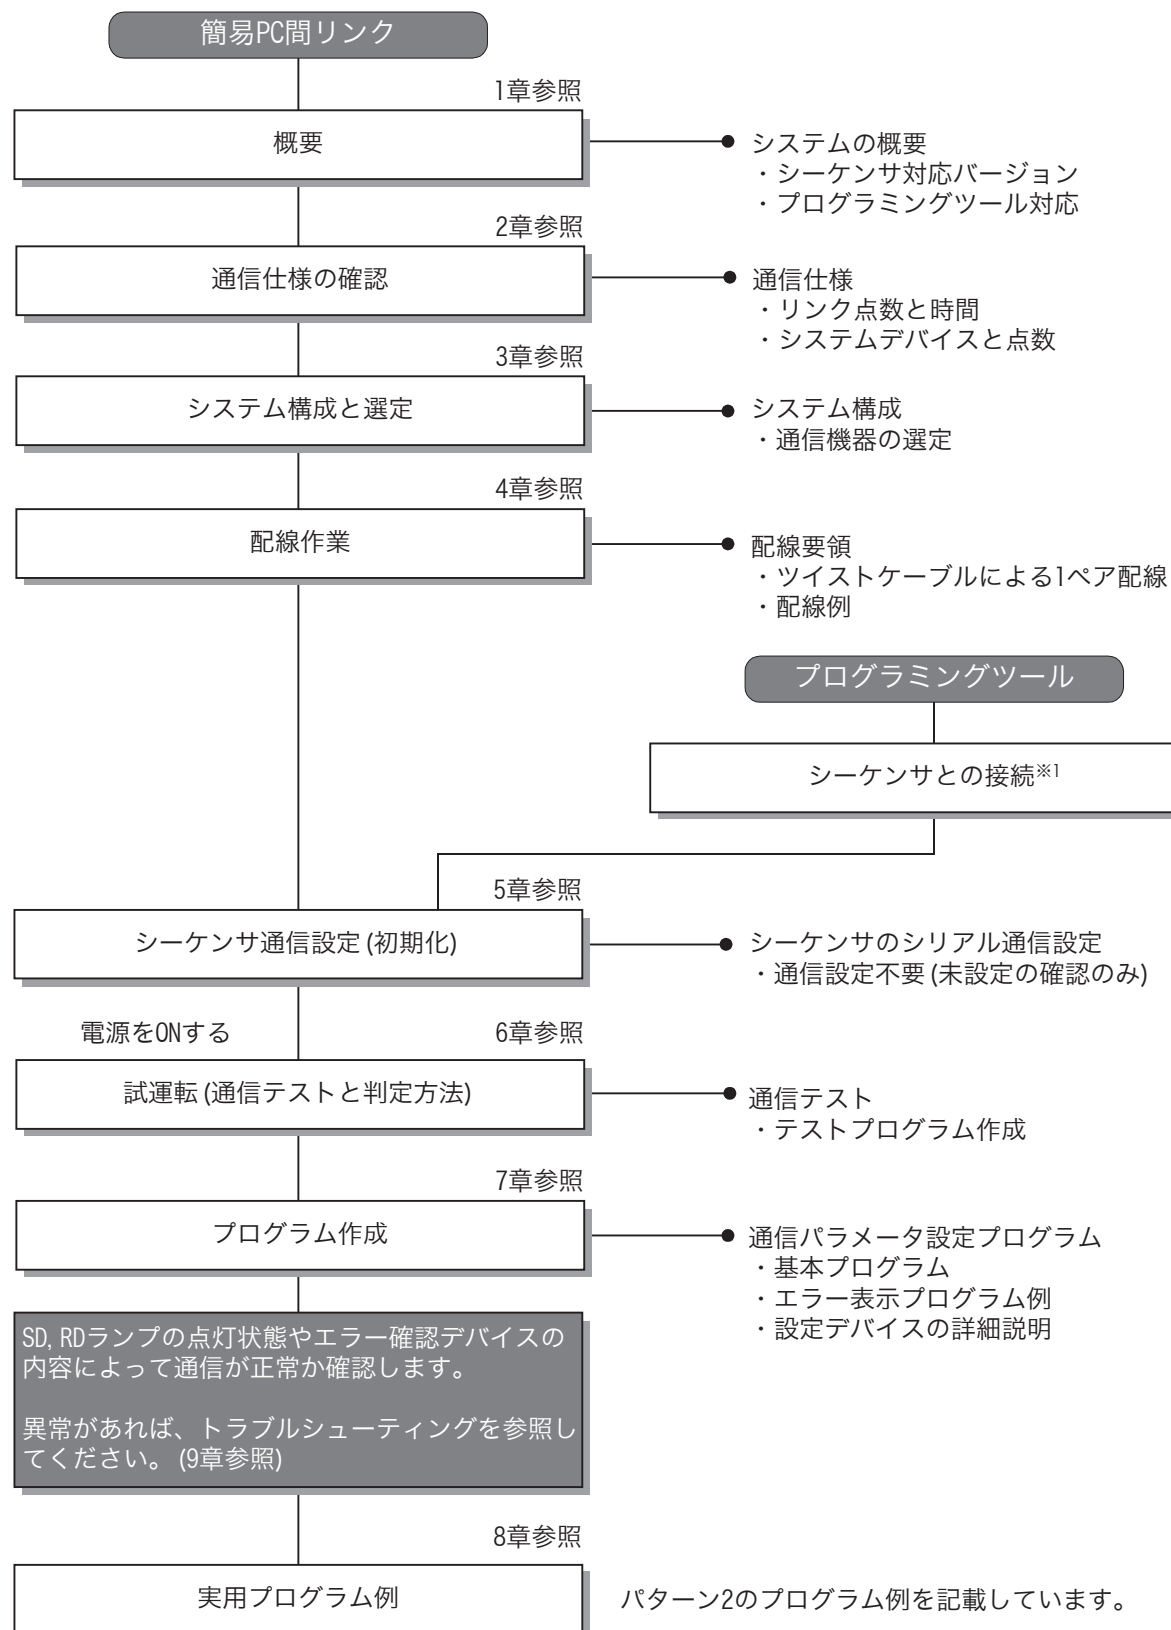 簡易PC間リンク
1章参照
概要
システムの概要
・シーケンサ対応バージョン
・プログラミングツール対応
2章参照
通信仕様の確認
通信仕様
・リンク点数と時間
・システムデバイスと点数
3章参照
システム構成と選定
システム構成
・通信機器の選定
4章参照
配線作業
配線要領
・ツイストケーブルによる1ペア配線
・配線例
プログラミングツール
シーケンサとの接続※1
5章参照
シーケンサ通信設定(初期化)
シーケンサのシリアル通信設定
・通信設定不要(未設定の確認のみ)
電源をONする
6章参照
試運転(通信テストと判定方法)
通信テスト
・テストプログラム作成
7章参照
プログラム作成
通信パラメータ設定プログラム
・基本プログラム
・エラー表示プログラム例
・設定デバイスの詳細説明
SD, RDランプの点灯状態やエラー確認デバイスの
内容によって通信が正常か確認します。
異常があれば、トラブルシューティングを参照し
てください。(9章参照)
8章参照
実用プログラム例
パターン2のプログラム例を記載しています。